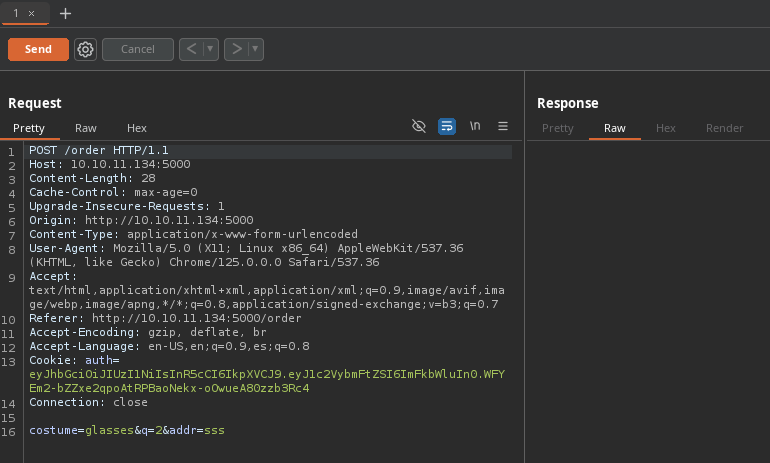 1 × +
Send Cancel < ▾ > ▾
Request
Pretty Raw Hex \n
1 POST /order HTTP/1.1
2 Host: 10.10.11.134:5000
3 Content-Length: 28
4 Cache-Control: max-age=0
5 Upgrade-Insecure-Requests: 1
6 Origin: http://10.10.11.134:5000
7 Content-Type: application/x-www-form-urlencoded
8 User-Agent: Mozilla/5.0 (X11; Linux x86_64) AppleWebKit/537.36
(KHTML, like Gecko) Chrome/125.0.0.0 Safari/537.36
9 Accept:
text/html,application/xhtml+xml,application/xml;q=0.9,image/avif,ima
ge/webp,image/apng,*/*;q=0.8,application/signed-exchange;v=b3;q=0.7
10 Referer: http://10.10.11.134:5000/order
11 Accept-Encoding: gzip, deflate, br
12 Accept-Language: en-US,en;q=0.9,es;q=0.8
13 Cookie: auth=
eyJhbGciOiJIUzI1NiIsInR5cCI6IkpXVCJ9.eyJ1c2VybmFtZSI6ImFkbWluIn0.WFY
Em2-bZZxe2qpoAtRPBaoNekx-oOwueA80zzb3Rc4
14 Connection: close
15
16 costume=glasses&q=2&addr=sss
Response
Pretty Raw Hex Render